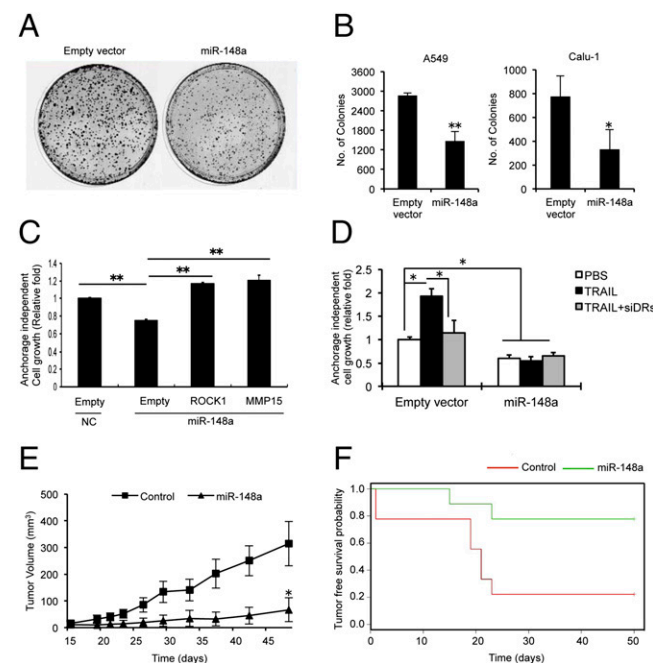 A
Empty vector
miR-148a
B
A549
Calu-1
No. of Colonies
3600
3000
2400
1800
1200
600
0
**
Empty vector
miR-148a
No. of Colonies
1000
800
600
400
200
0
*
Empty vector
miR-148a
C
Anchorage independent
Cell growth (Relative fold)
1.4
1.2
1
0.8
0.6
0.4
0.2
0
**
**
**
Empty
Empty
ROCK1
MMP15
NC
miR-148a
D
Anchorage independent
cell growth (relative fold)
2.5
2
1.5
1
0.5
0
*
*
*
PBS
TRAIL
TRAIL+siDRs
Empty vector
miR-148a
E
Control
miR-148a
Tumor Volume (mm³)
500
400
300
200
100
0
*
15
20
25
30
35
40
45
Time (days)
F
Control
miR-148a
Tumor free survival probability
1.0
0.8
0.6
0.4
0.2
0.0
0
10
20
30
40
50
Time (days)